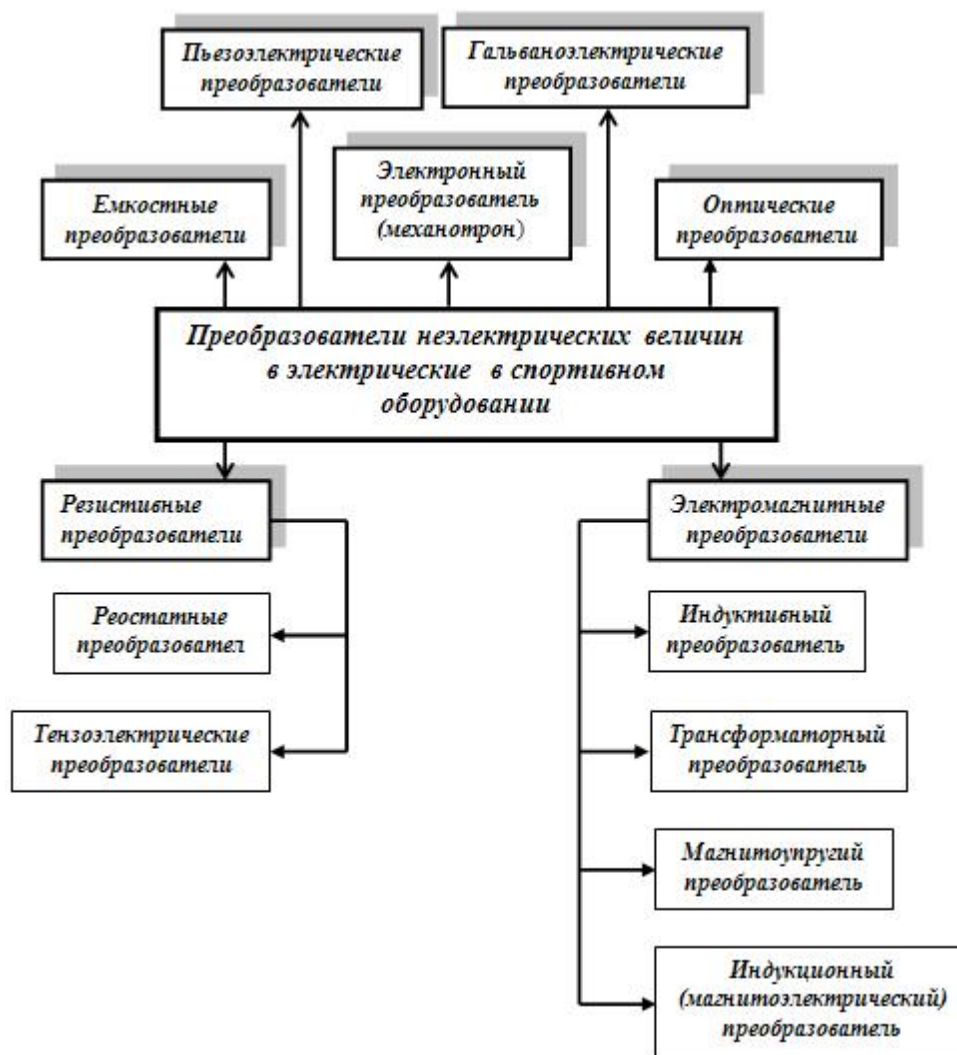 Пьезоэлектрические
преобразователи
Гальваноэлектрические
преобразователи
Емкостные
преобразователи
Электронный
преобразователь
(механотрон)
Оптические
преобразователи
Преобразователи неэлектрических величин
в электрические в спортивном
оборудовании
Резистивные
преобразователи
Реостатные
преобразовател
Тензоэлектрические
преобразователи
Электромагнитные
преобразователи
Индуктивный
преобразователь
Трансформаторный
преобразователь
Магнитоупругий
преобразователь
Индукционный
(магнитоэлектрический)
преобразователь